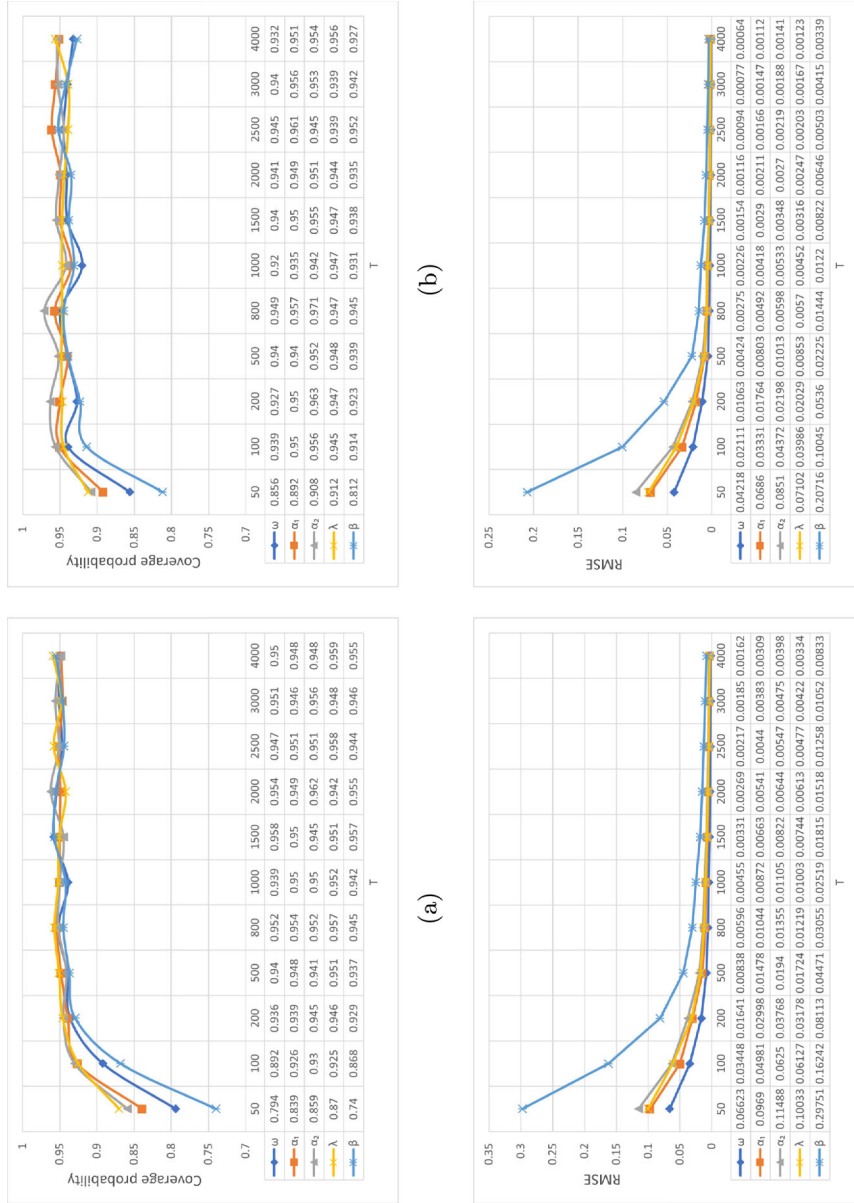 1
0.95
0.9
0.85
0.8
0.75
0.7
Coverage probability
50 100 200 500 800 1000 1500 2000 2500 3000 4000
ω 0.794 0.892 0.936 0.94 0.952 0.939 0.958 0.954 0.947 0.951 0.95
α₁ 0.839 0.926 0.939 0.948 0.954 0.95 0.95 0.949 0.951 0.946 0.948
α₂ 0.859 0.93 0.945 0.941 0.952 0.95 0.945 0.962 0.951 0.956 0.948
λ 0.87 0.925 0.946 0.951 0.957 0.952 0.951 0.942 0.958 0.948 0.959
β 0.74 0.868 0.929 0.937 0.945 0.942 0.957 0.955 0.944 0.946 0.955
T
1
0.95
0.9
0.85
0.8
0.75
0.7
Coverage probability
50 100 200 500 800 1000 1500 2000 2500 3000 4000
ω 0.856 0.939 0.927 0.94 0.949 0.92 0.94 0.941 0.945 0.94 0.932
α₁ 0.892 0.95 0.95 0.94 0.957 0.935 0.95 0.949 0.961 0.956 0.951
α₂ 0.908 0.956 0.963 0.952 0.971 0.942 0.955 0.951 0.945 0.953 0.954
λ 0.912 0.945 0.947 0.948 0.947 0.947 0.947 0.944 0.939 0.939 0.956
β 0.812 0.914 0.923 0.939 0.945 0.931 0.938 0.935 0.952 0.942 0.927
T
(a)
(b)
0.35
0.3
0.25
0.2
0.15
0.1
0.05
0
RMSE
50 100 200 500 800 1000 1500 2000 2500 3000 4000
ω 0.06623 0.03448 0.01641 0.00838 0.00596 0.00455 0.00331 0.00269 0.00217 0.00185 0.00162
α₁ 0.0969 0.04981 0.02998 0.01478 0.01044 0.00872 0.00663 0.00541 0.0044 0.00383 0.00309
α₂ 0.11488 0.0625 0.03768 0.0194 0.01355 0.01105 0.00822 0.00644 0.00547 0.00475 0.00398
λ 0.10033 0.06127 0.03178 0.01724 0.01219 0.01003 0.00744 0.00613 0.00477 0.00422 0.00334
β 0.29751 0.16242 0.08113 0.04471 0.03055 0.02519 0.01815 0.01518 0.01258 0.01052 0.00833
T
0.25
0.2
0.15
0.1
0.05
0
RMSE
50 100 200 500 800 1000 1500 2000 2500 3000 4000
ω 0.04218 0.02111 0.01063 0.00424 0.00275 0.00226 0.00154 0.00116 0.00094 0.00077 0.00064
α₁ 0.0686 0.03331 0.01764 0.00803 0.00492 0.00418 0.0029 0.00211 0.00166 0.00147 0.00112
α₂ 0.0851 0.04372 0.02198 0.01013 0.00598 0.00533 0.00348 0.0027 0.00219 0.00188 0.00141
λ 0.07102 0.03986 0.02029 0.00853 0.0057 0.00452 0.00316 0.00247 0.00203 0.00167 0.00123
β 0.20716 0.10045 0.0536 0.02225 0.01444 0.0122 0.00822 0.00646 0.00503 0.00415 0.00339
T